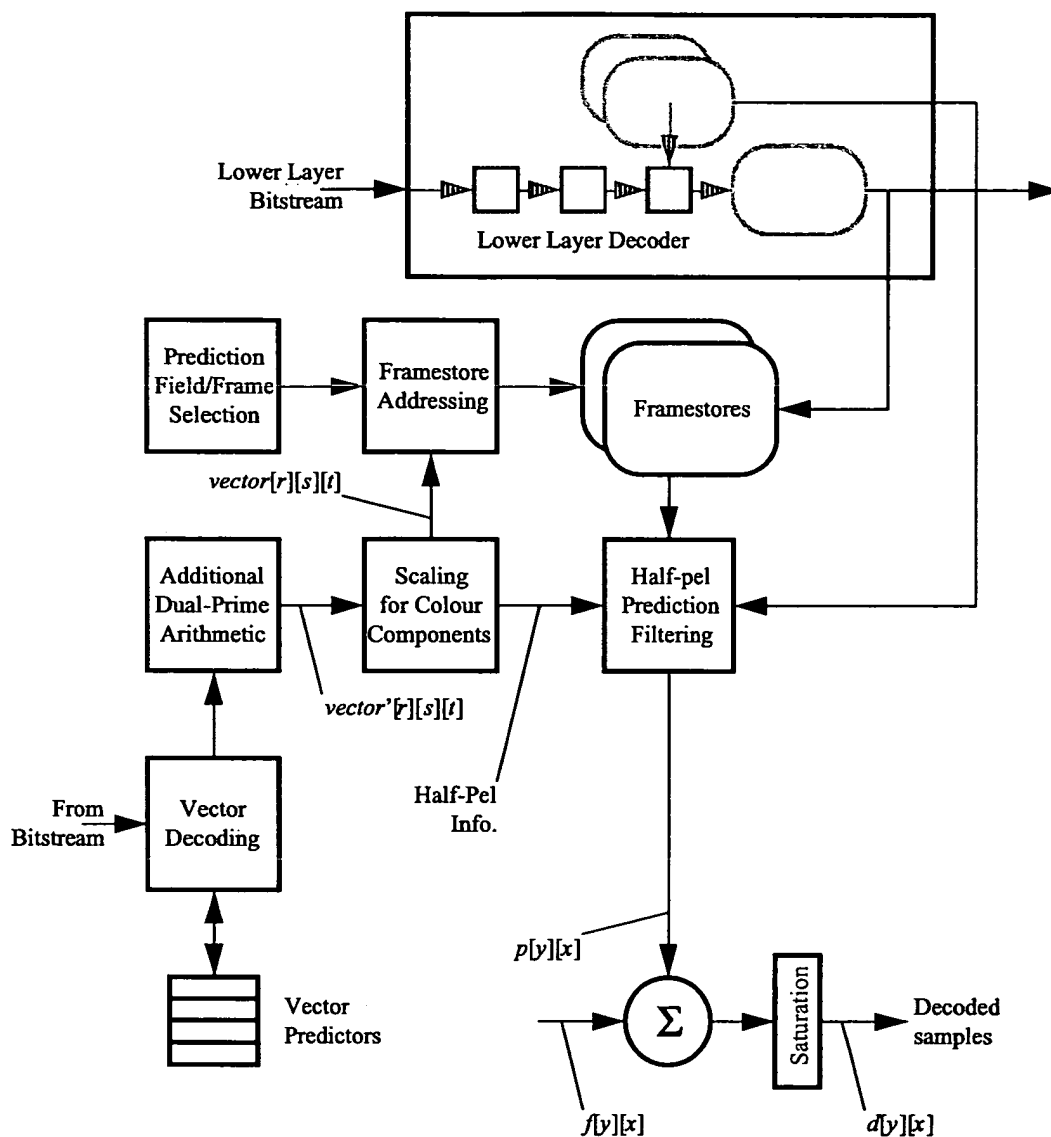 Lower Layer
Bitstream
Lower Layer Decoder
Prediction
Field/Frame
Selection
Framestore
Addressing
Framestores
vector[r][s][t]
Additional
Dual-Prime
Arithmetic
Scaling
for Colour
Components
Half-pel
Prediction
Filtering
vector'[r][s][t]
From
Bitstream
Vector
Decoding
Half-Pel
Info.
p[y][x]
Vector
Predictors
Σ
Saturation
Decoded
samples
f[y][x]
d[y][x]